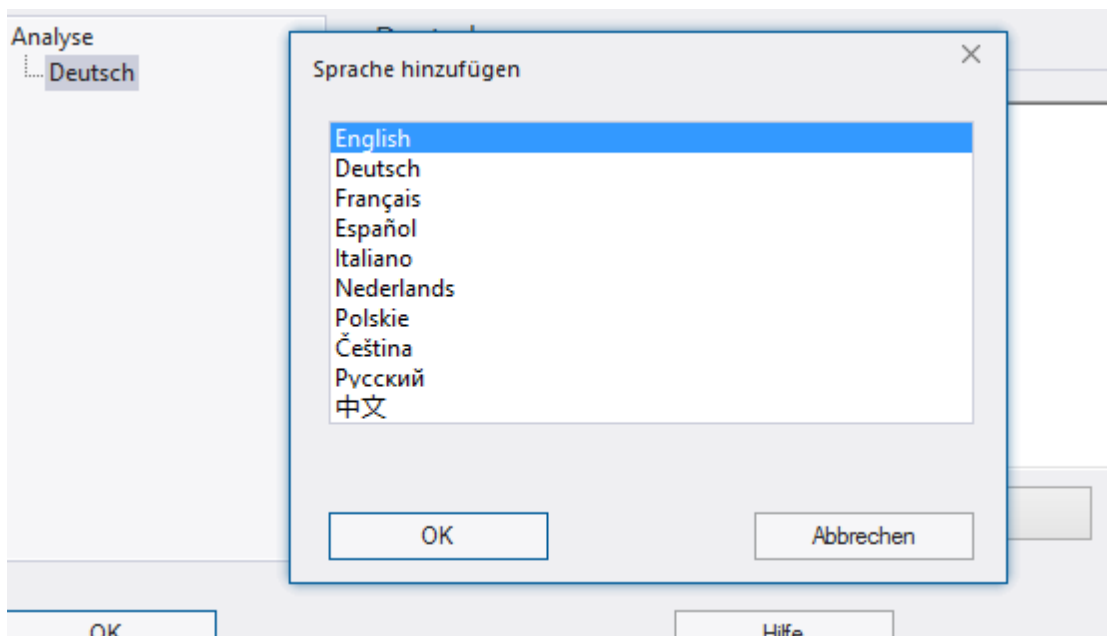 Analyse
Deutsch
Sprache hinzufügen
English
Deutsch
Français
Español
Italiano
Nederlands
Polskie
Čeština
Русский
中文
OK
Abbrechen
OK
Hilfe